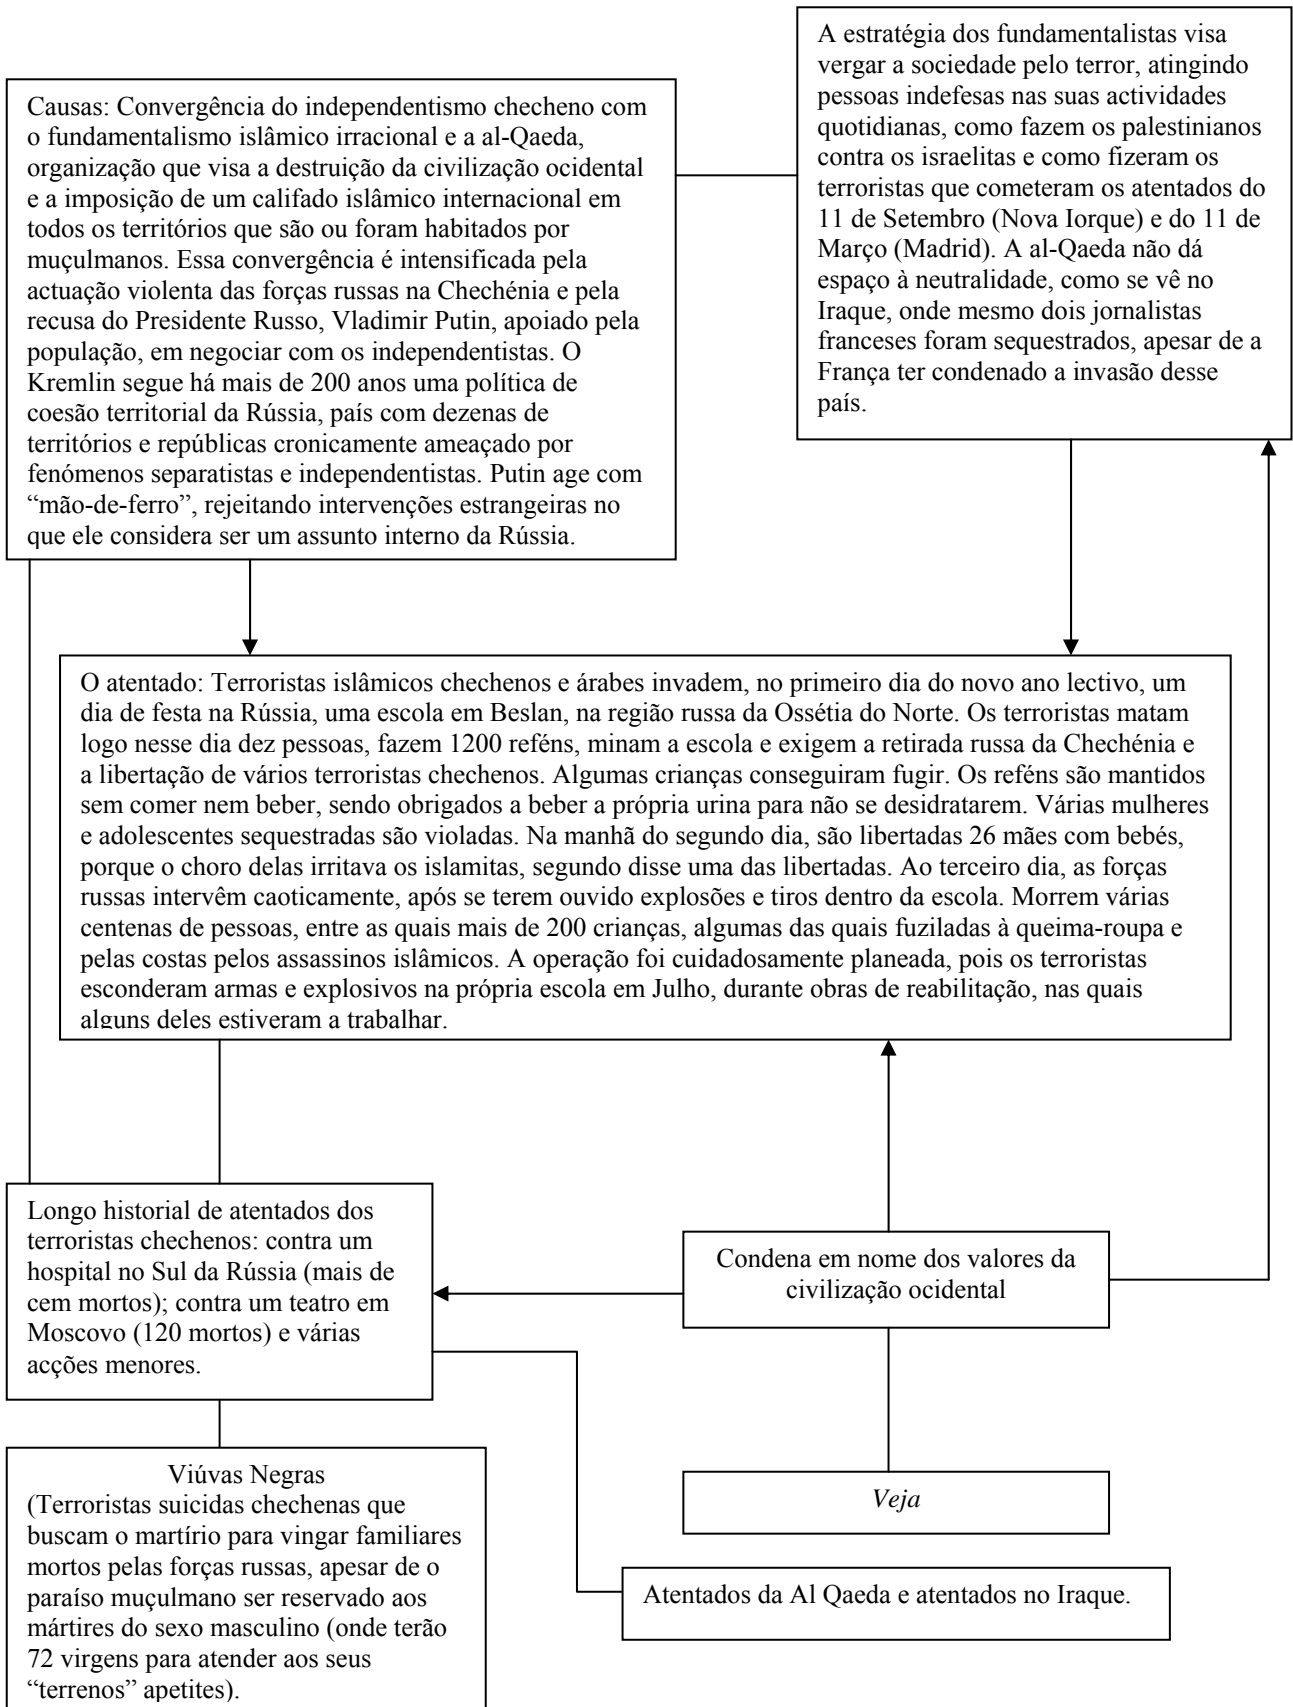 A estratégia dos fundamentalistas visa
vergar a sociedade pelo terror, atingindo
pessoas indefesas nas suas actividades
quotidianas, como fazem os palestinianos
contra os israelitas e como fizeram os
terroristas que cometeram os atentados do
11 de Setembro (Nova Iorque) e do 11 de
Março (Madrid). A al-Qaeda não dá
espaço à neutralidade, como se vê no
Iraque, onde mesmo dois jornalistas
franceses foram sequestrados, apesar de a
França ter condenado a invasão desse
país.
Causas: Convergência do independentismo checheno com
o fundamentalismo islâmico irracional e a al-Qaeda,
organização que visa a destruição da civilização ocidental
e a imposição de um califado islâmico internacional em
todos os territórios que são ou foram habitados por
muçulmanos. Essa convergência é intensificada pela
actuação violenta das forças russas na Chechénia e pela
recusa do Presidente Russo, Vladimir Putin, apoiado pela
população, em negociar com os independentistas. O
Kremlin segue há mais de 200 anos uma política de
coesão territorial da Rússia, país com dezenas de
territórios e repúblicas cronicamente ameaçado por
fenómenos separatistas e independentistas. Putin age com
“mão-de-ferro”, rejeitando intervenções estrangeiras no
que ele considera ser um assunto interno da Rússia.
O atentado: Terroristas islâmicos chechenos e árabes invadem, no primeiro dia do novo ano lectivo, um
dia de festa na Rússia, uma escola em Beslan, na região russa da Ossétia do Norte. Os terroristas matam
logo nesse dia dez pessoas, fazem 1200 reféns, minam a escola e exigem a retirada russa da Chechénia e
a libertação de vários terroristas chechenos. Algumas crianças conseguiram fugir. Os reféns são mantidos
sem comer nem beber, sendo obrigados a beber a própria urina para não se desidratarem. Várias mulheres
e adolescentes sequestradas são violadas. Na manhã do segundo dia, são libertadas 26 mães com bebés,
porque o choro delas irritava os islamitas, segundo disse uma das libertadas. Ao terceiro dia, as forças
russas intervêm caoticamente, após se terem ouvido explosões e tiros dentro da escola. Morrem várias
centenas de pessoas, entre as quais mais de 200 crianças, algumas das quais fuziladas à queima-roupa e
pelas costas pelos assassinos islâmicos. A operação foi cuidadosamente planeada, pois os terroristas
esconderam armas e explosivos na própria escola em Julho, durante obras de reabilitação, nas quais
alguns deles estiveram a trabalhar.
Longo historial de atentados dos
terroristas chechenos: contra um
hospital no Sul da Rússia (mais de
cem mortos); contra um teatro em
Moscovo (120 mortos) e várias
acções menores.
Condena em nome dos valores da
civilização ocidental
Viúvas Negras
(Terroristas suicidas chechenas que
buscam o martírio para vingar familiares
mortos pelas forças russas, apesar de o
paraíso muçulmano ser reservado aos
mártires do sexo masculino (onde terão
72 virgens para atender aos seus
“terrenos” apetites).
Veja
Atentados da Al Qaeda e atentados no Iraque.